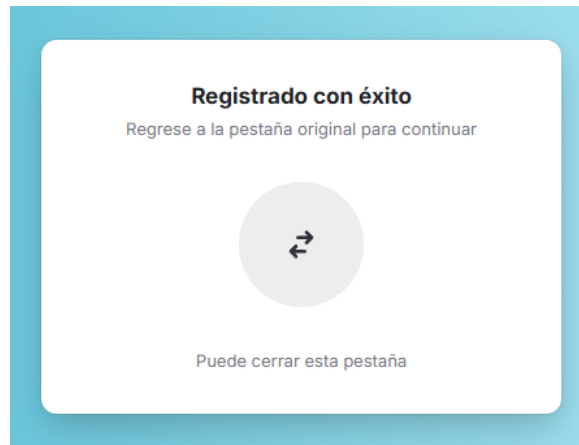 Registrado con éxito
Regrese a la pestaña original para continuar
Puede cerrar esta pestaña